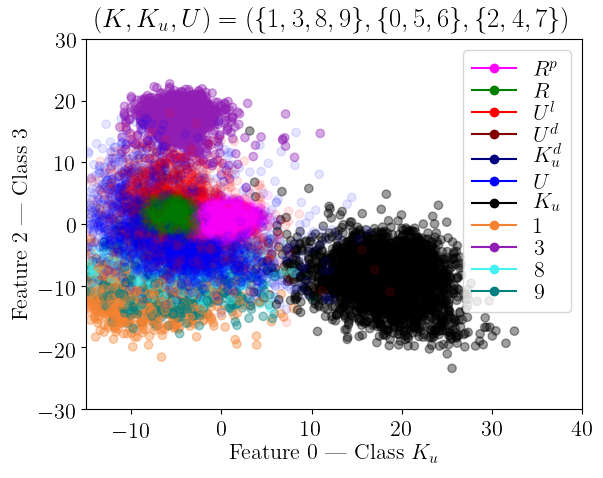 (K, K_u, U) = ({1, 3, 8, 9}, {0, 5, 6}, {2, 4, 7})
30
20
10
0
−10
−20
−30
Feature 2 — Class 3
R^p
R
U^l
U^d
K_u^d
U
K_u
1
3
8
9
−10 0 10 20 30 40
Feature 0 — Class K_u